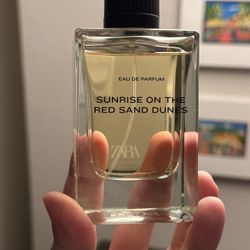 EAU DE PARFUM
SUNRISE ON THE
RED SAND DUNES
ZARA